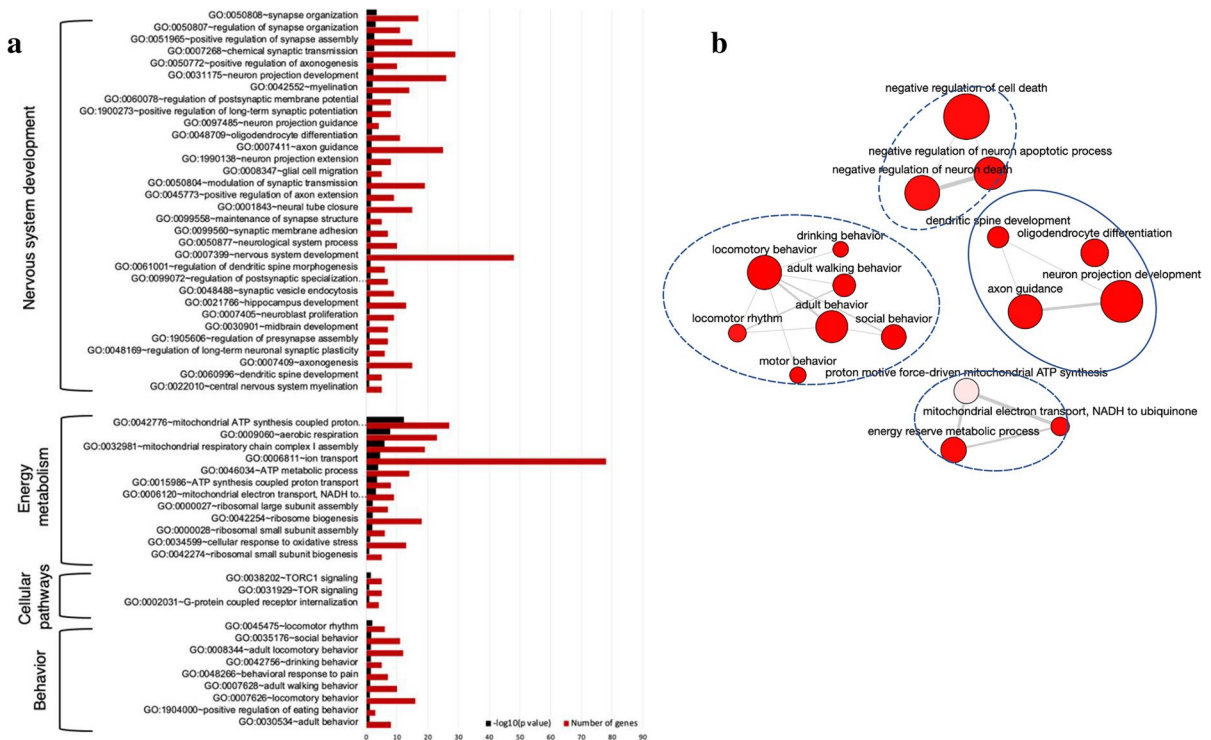 a
Nervous system development
GO:0050808~synapse organization
GO:0050807~regulation of synapse organization
GO:0051965~positive regulation of synapse assembly
GO:0007268~chemical synaptic transmission
GO:0050772~positive regulation of axonogenesis
GO:0031175~neuron projection development
GO:0042552~myelination
GO:0060078~regulation of postsynaptic membrane potential
GO:1900273~positive regulation of long-term synaptic potentiation
GO:0097485~neuron projection guidance
GO:0048709~oligodendrocyte differentiation
GO:0007411~axon guidance
GO:1990138~neuron projection extension
GO:0008347~glial cell migration
GO:0050804~modulation of synaptic transmission
GO:0045773~positive regulation of axon extension
GO:0001843~neural tube closure
GO:0099558~maintenance of synapse structure
GO:0099560~synaptic membrane adhesion
GO:0050877~neurological system process
GO:0007399~nervous system development
GO:0061001~regulation of dendritic spine morphogenesis
GO:0099072~regulation of postsynaptic specialization...
GO:0048488~synaptic vesicle endocytosis
GO:0021766~hippocampus development
GO:0007405~neuroblast proliferation
GO:0030901~midbrain development
GO:1905606~regulation of presynapse assembly
GO:0048169~regulation of long-term neuronal synaptic plasticity
GO:0007409~axonogenesis
GO:0060996~dendritic spine development
GO:0022010~central nervous system myelination
Energy
metabolism
GO:0042776~mitochondrial ATP synthesis coupled proton...
GO:0009060~aerobic respiration
GO:0032981~mitochondrial respiratory chain complex I assembly
GO:0006811~ion transport
GO:0046034~ATP metabolic process
GO:0015986~ATP synthesis coupled proton transport
GO:0006120~mitochondrial electron transport, NADH to...
GO:0000027~ribosomal large subunit assembly
GO:0042254~ribosome biogenesis
GO:0000028~ribosomal small subunit assembly
GO:0034599~cellular response to oxidative stress
GO:0042274~ribosomal small subunit biogenesis
Cellular
pathways
GO:0038202~TORC1 signaling
GO:0031929~TOR signaling
GO:0002031~G-protein coupled receptor internalization
Behavior
GO:0045475~locomotor rhythm
GO:0035176~social behavior
GO:0008344~adult locomotory behavior
GO:0042756~drinking behavior
GO:0048266~behavioral response to pain
GO:0007628~adult walking behavior
GO:0007626~locomotory behavior
GO:1904000~positive regulation of eating behavior
GO:0030534~adult behavior
-log10(p value) Number of genes
0 10 20 30 40 50 60 70 80 90
b
negative regulation of cell death
negative regulation of neuron apoptotic process
negative regulation of neuron death
dendritic spine development
oligodendrocyte differentiation
neuron projection development
axon guidance
drinking behavior
locomotory behavior
adult walking behavior
adult behavior
locomotor rhythm
social behavior
motor behavior
proton motive force-driven mitochondrial ATP synthesis
mitochondrial electron transport, NADH to ubiquinone
energy reserve metabolic process